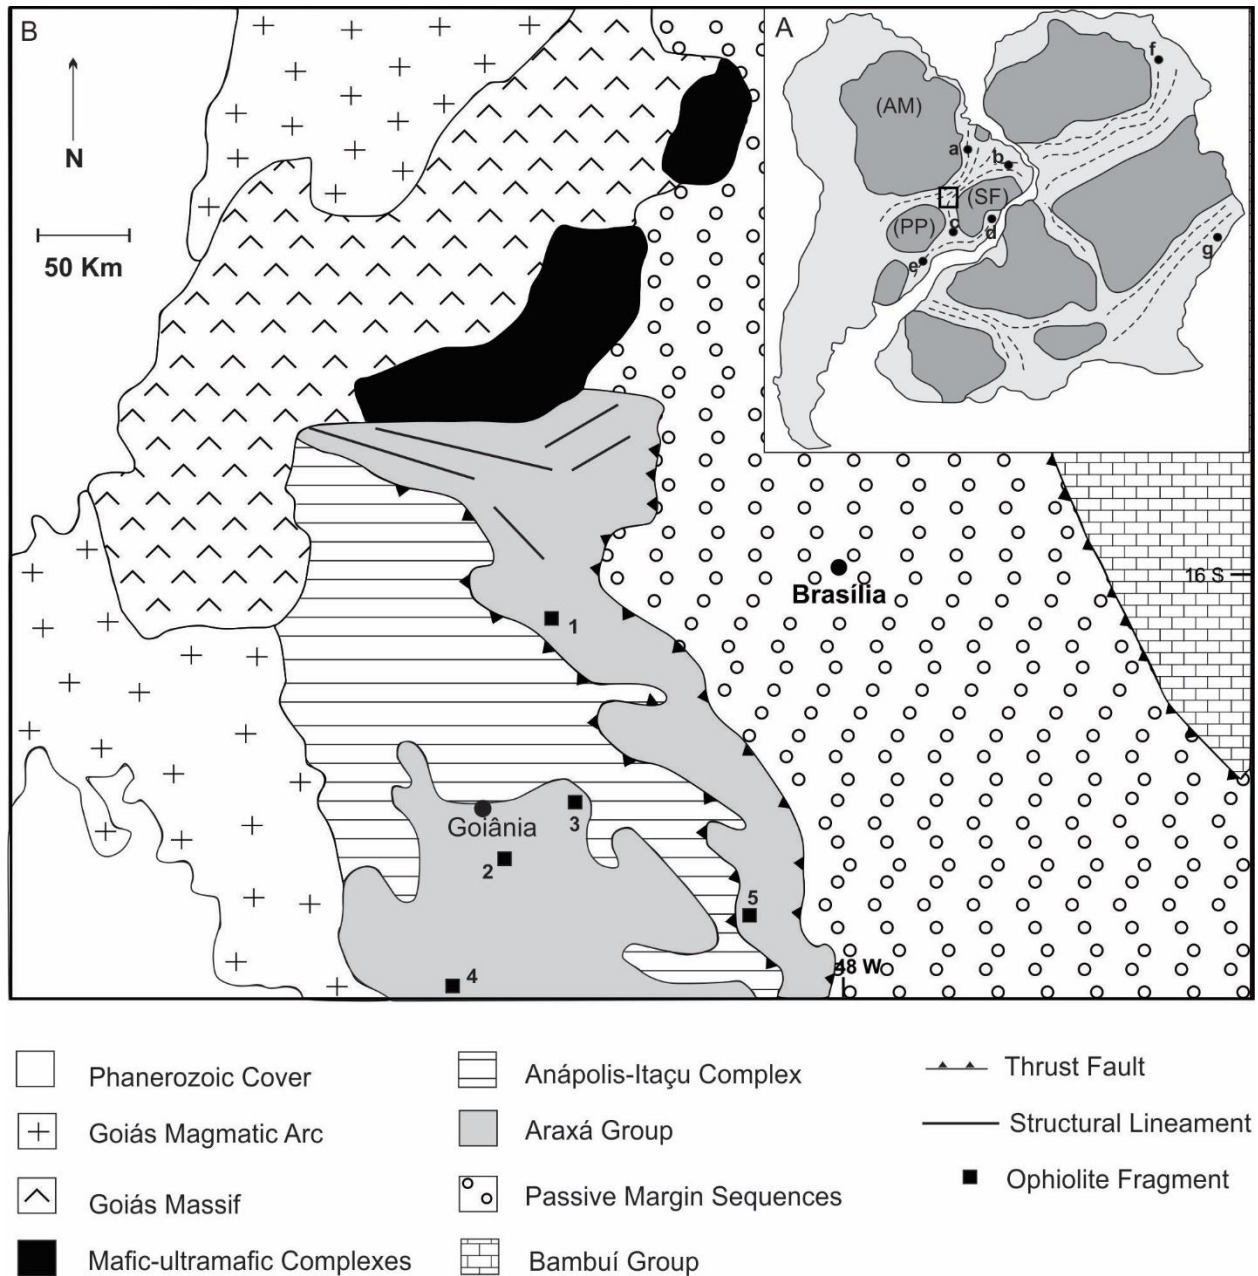 B
N
50 Km
A
(AM)
f
a
b
(SF)
(PP)
c
d
e
g
16 S
Brasília
1
Goiânia
3
2
5
4
48 W
Phanerozoic Cover
Goiás Magmatic Arc
Goiás Massif
Mafic-ultramafic Complexes
Anápolis-Itaçu Complex
Araxá Group
Passive Margin Sequences
Bambuí Group
Thrust Fault
Structural Lineament
Ophiolite Fragment